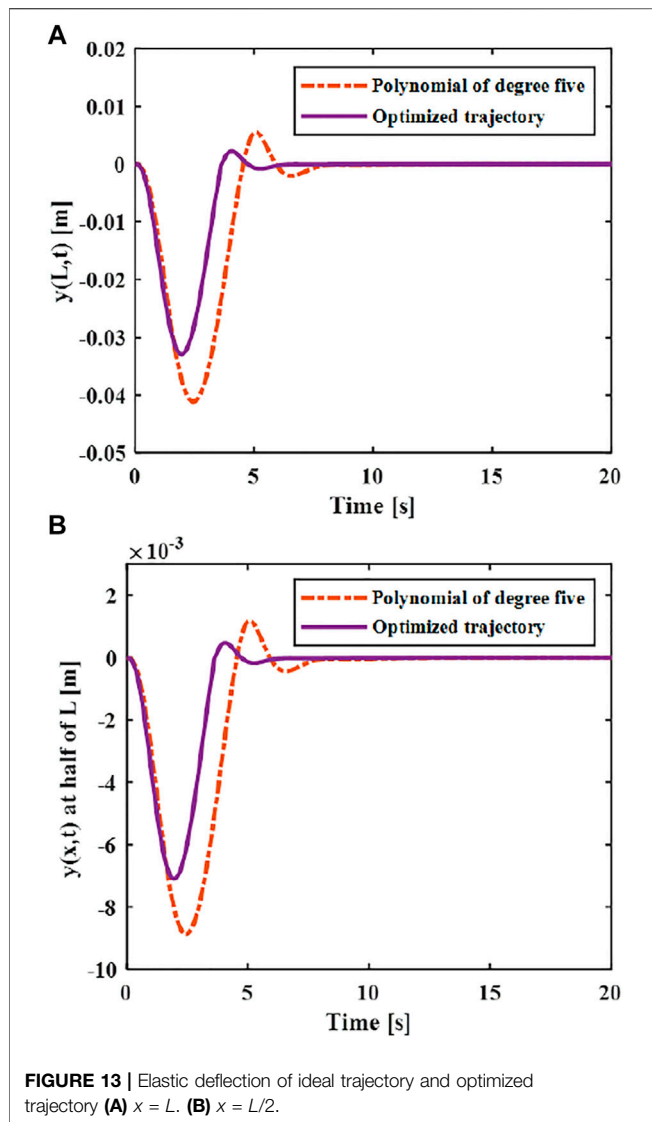 A
0.02
0.01
0
-0.01
-0.02
-0.03
-0.04
-0.05
y(L,t) [m]
Polynomial of degree five
Optimized trajectory
0 5 10 15 20
Time [s]
B
×10-3
2
0
-2
-4
-6
-8
-10
y(x,t) at half of L [m]
Polynomial of degree five
Optimized trajectory
0 5 10 15 20
Time [s]
FIGURE 13 | Elastic deflection of ideal trajectory and optimized
trajectory (A) x = L. (B) x = L/2.